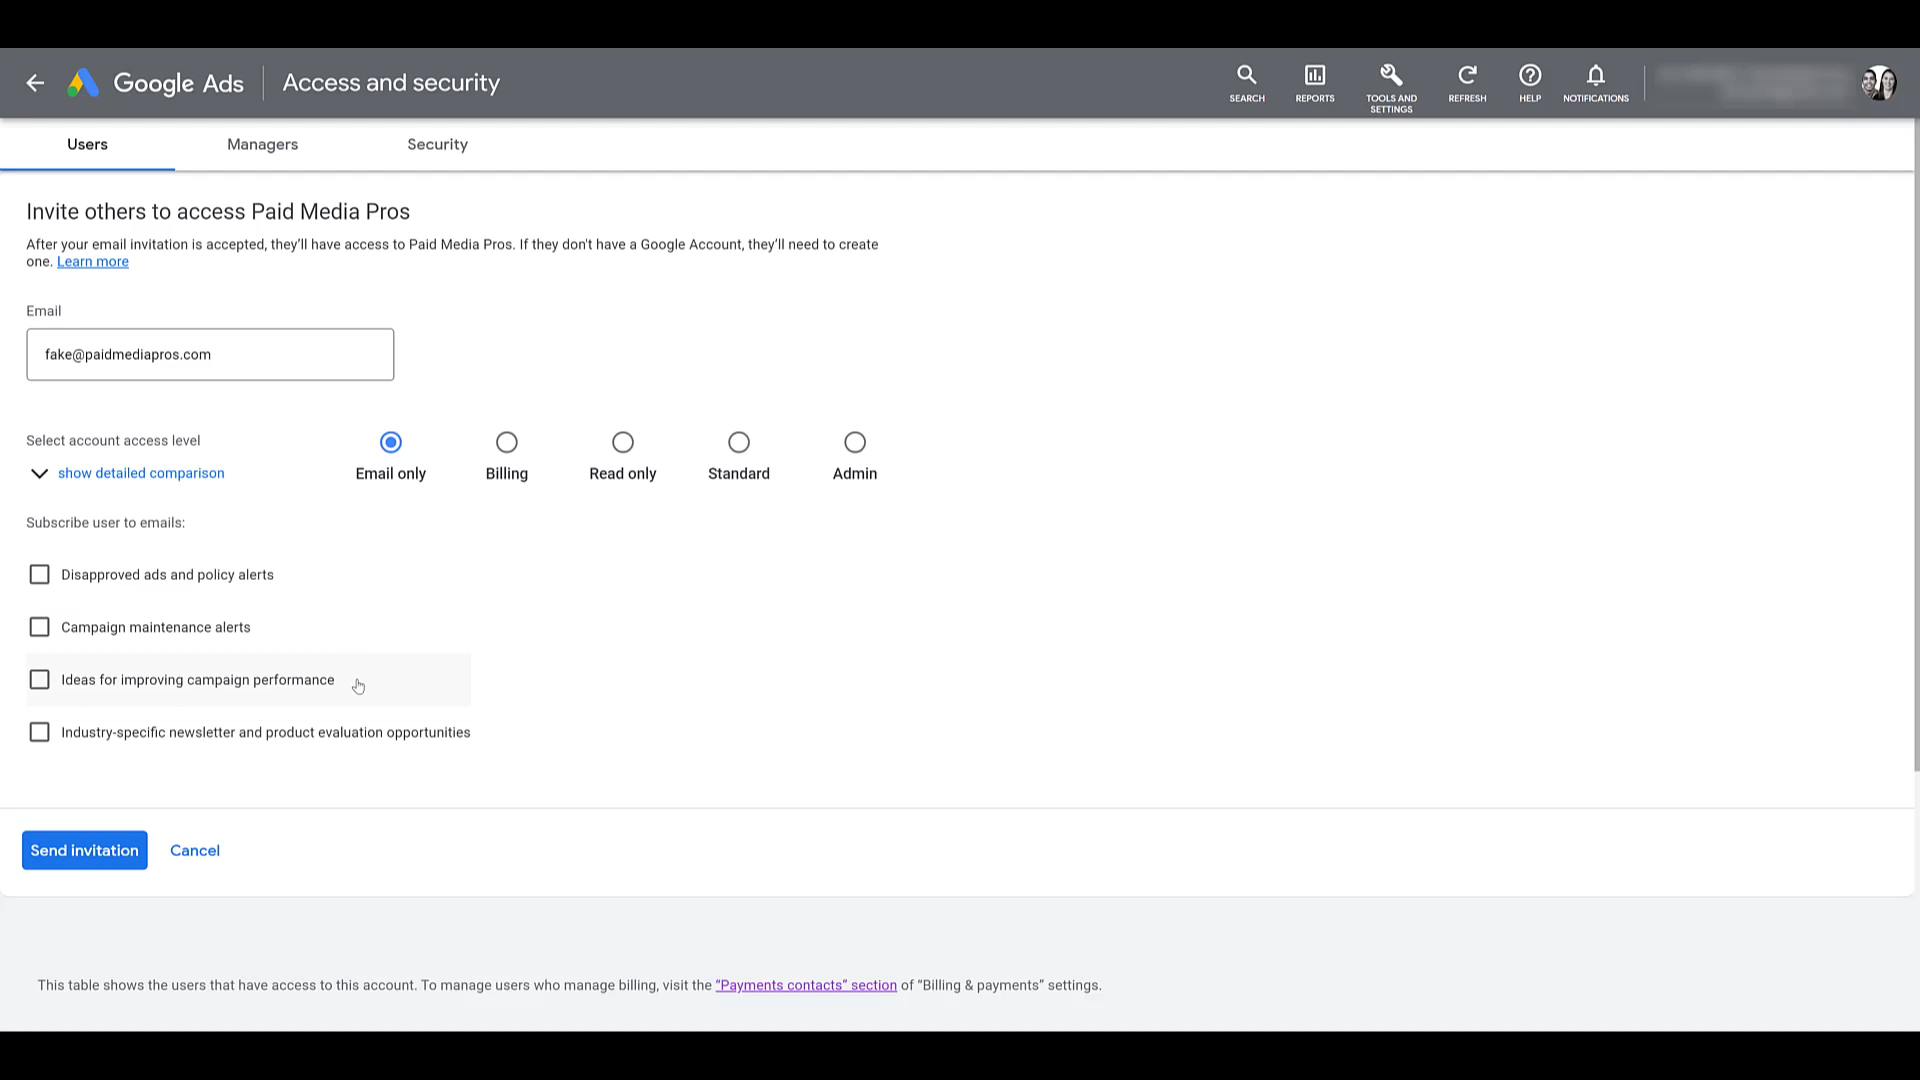 Google Ads Access and security
SEARCH REPORTS TOOLS AND SETTINGS REFRESH HELP NOTIFICATIONS
Users Managers Security
Invite others to access Paid Media Pros
After your email invitation is accepted, they’ll have access to Paid Media Pros. If they don't have a Google Account, they’ll need to create
one. Learn more
Email
fake@paidmediapros.com
Select account access level
show detailed comparison
Email only Billing Read only Standard Admin
Subscribe user to emails:
Disapproved ads and policy alerts
Campaign maintenance alerts
Ideas for improving campaign performance
Industry-specific newsletter and product evaluation opportunities
Send invitation Cancel
This table shows the users that have access to this account. To manage users who manage billing, visit the “Payments contacts” section of “Billing & payments” settings.